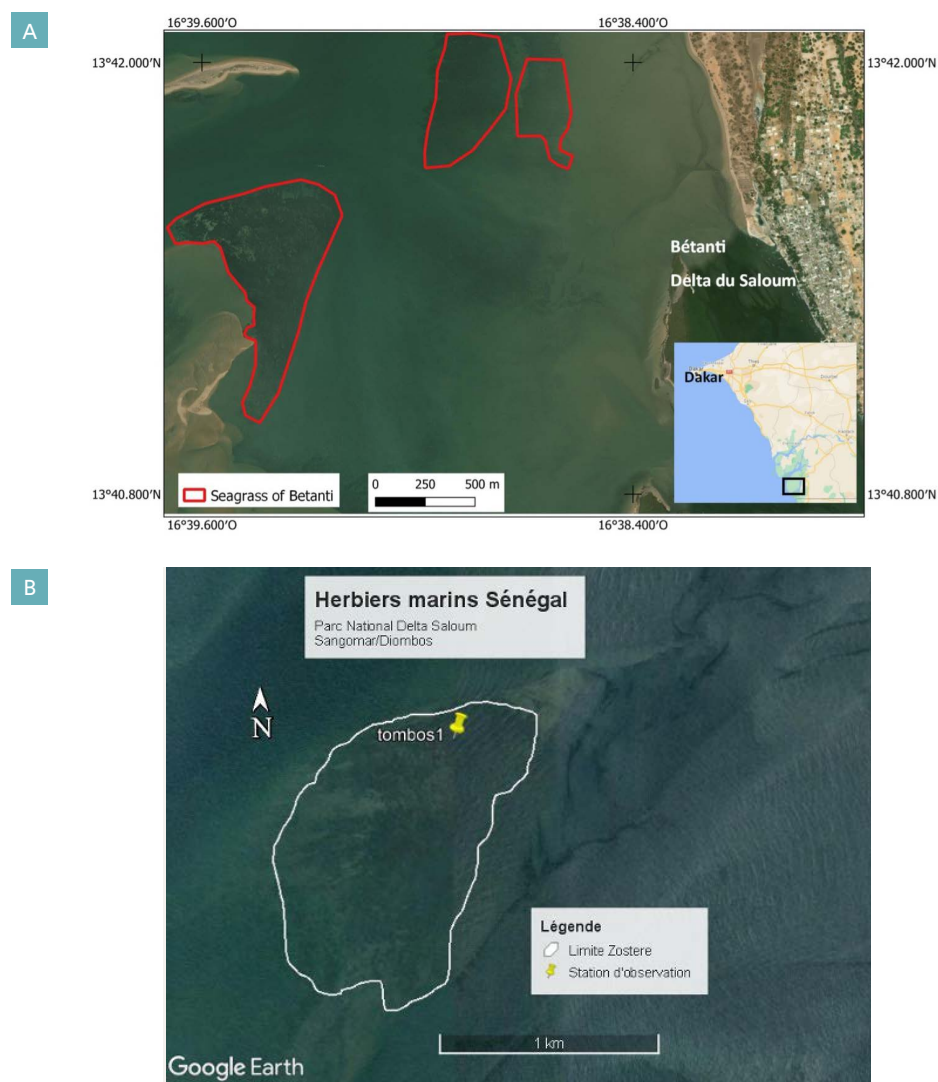 A
16°39.600'O 16°38.400'O
13°42.000'N 13°42.000'N
Bétanti
Delta du Saloum
Dakar
Seagrass of Betanti
0 250 500 m
13°40.800'N 13°40.800'N
16°39.600'O 16°38.400'O
B
Herbiers marins Sénégal
Parc National Delta Saloum
Sangomar/Diombos
N
tombos1
Légende
Limite Zostere
Station d'observation
1 km
Google Earth